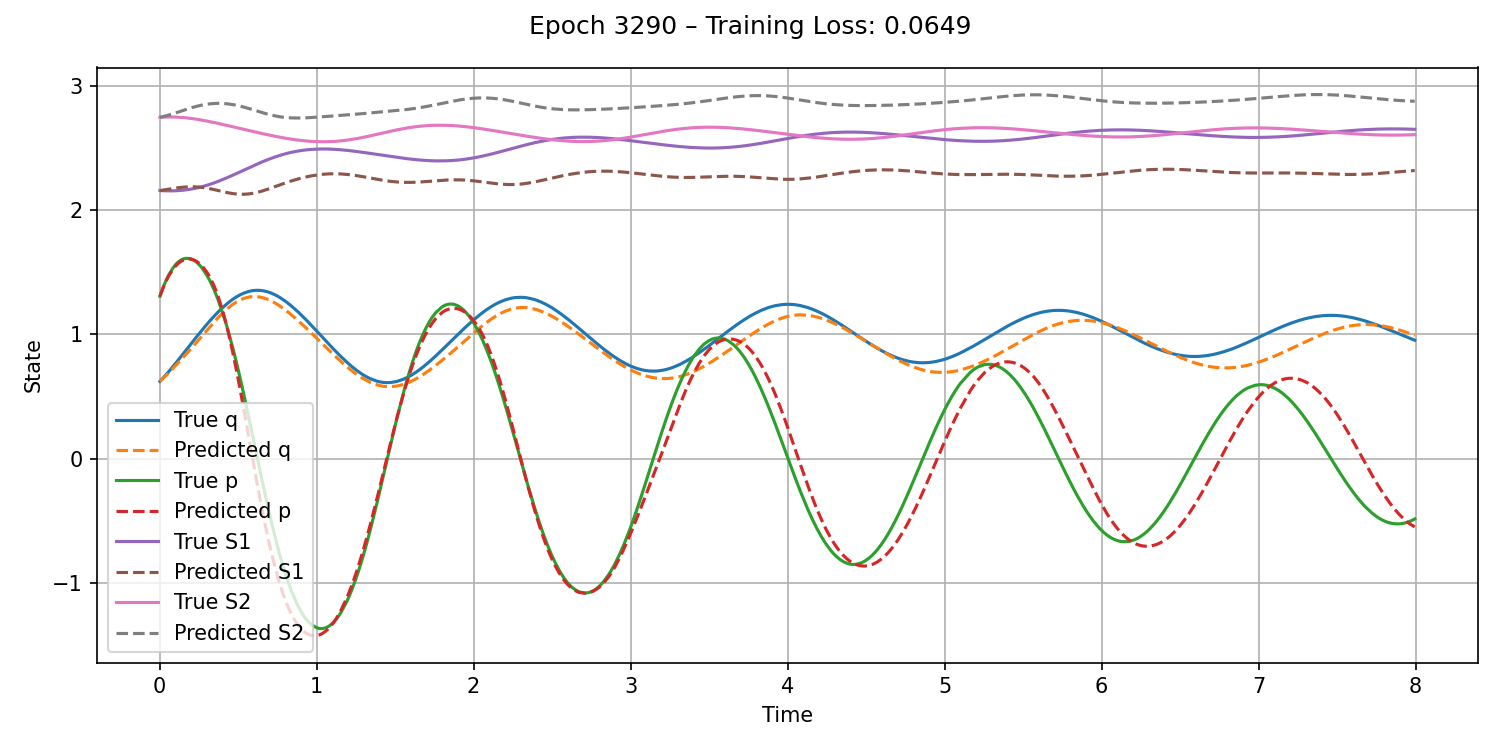 Epoch 3290 – Training Loss: 0.0649
3
2
1
0
−1
State
True q
Predicted q
True p
Predicted p
True S1
Predicted S1
True S2
Predicted S2
0 1 2 3 4 5 6 7 8
Time